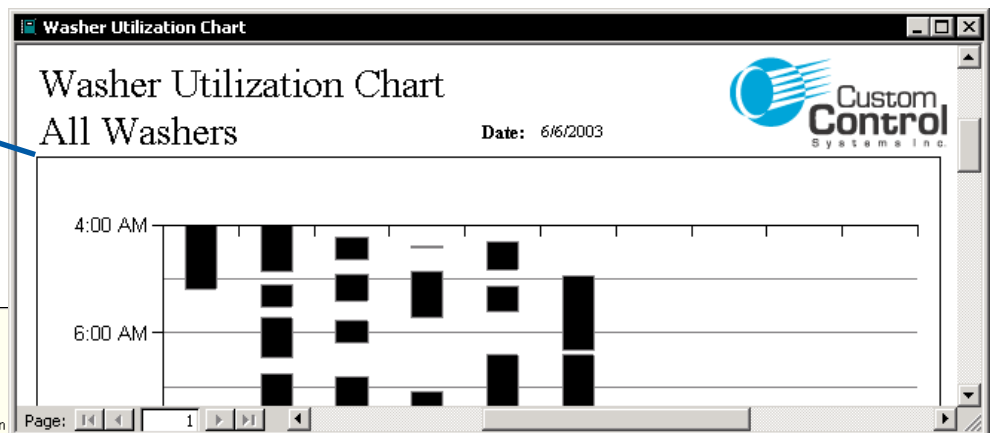 Washer Utilization Chart
Washer Utilization Chart
All Washers
Date: 6/6/2003
Custom
Control
Systems Inc.
4:00 AM
6:00 AM
Page: 1
n